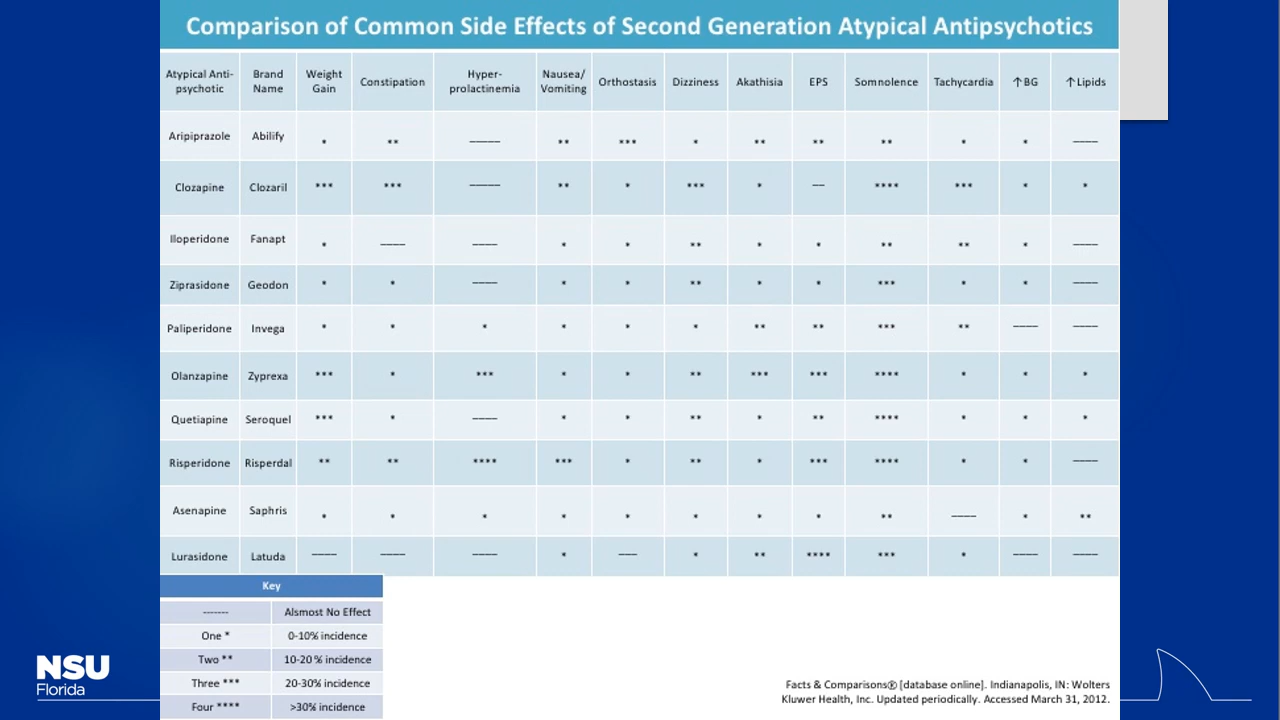 Comparison of Common Side Effects of Second Generation Atypical Antipsychotics
Atypical Anti-psychotic Brand Name Weight Gain Constipation Hyper-prolactinemia Nausea/Vomiting Orthostasis Dizziness Akathisia EPS Somnolence Tachycardia ↑BG ↑Lipids
Aripiprazole Abilify * ** ----- ** *** * ** ** ** * * ----
Clozapine Clozaril *** *** ----- ** * *** * -- **** *** * *
Iloperidone Fanapt * ---- ---- * * ** * * ** ** * ----
Ziprasidone Geodon * * ---- * * ** * * *** * * ----
Paliperidone Invega * * * * * * ** ** *** ** ---- ----
Olanzapine Zyprexa *** * *** * * ** *** *** **** * * *
Quetiapine Seroquel *** * ---- * * ** * ** **** * * *
Risperidone Risperdal ** ** **** *** * ** * *** **** * * ----
Asenapine Saphris * * * * * * * * ** ---- * **
Lurasidone Latuda ---- ---- ---- * --- * ** **** *** * ---- ----
Key
------- Alsmost No Effect
One * 0-10% incidence
Two ** 10-20 % incidence
Three *** 20-30% incidence
Four **** >30% incidence
NSU
Florida
Facts & Comparisons® [database online]. Indianapolis, IN: Wolters
Kluwer Health, Inc. Updated periodically. Accessed March 31, 2012.